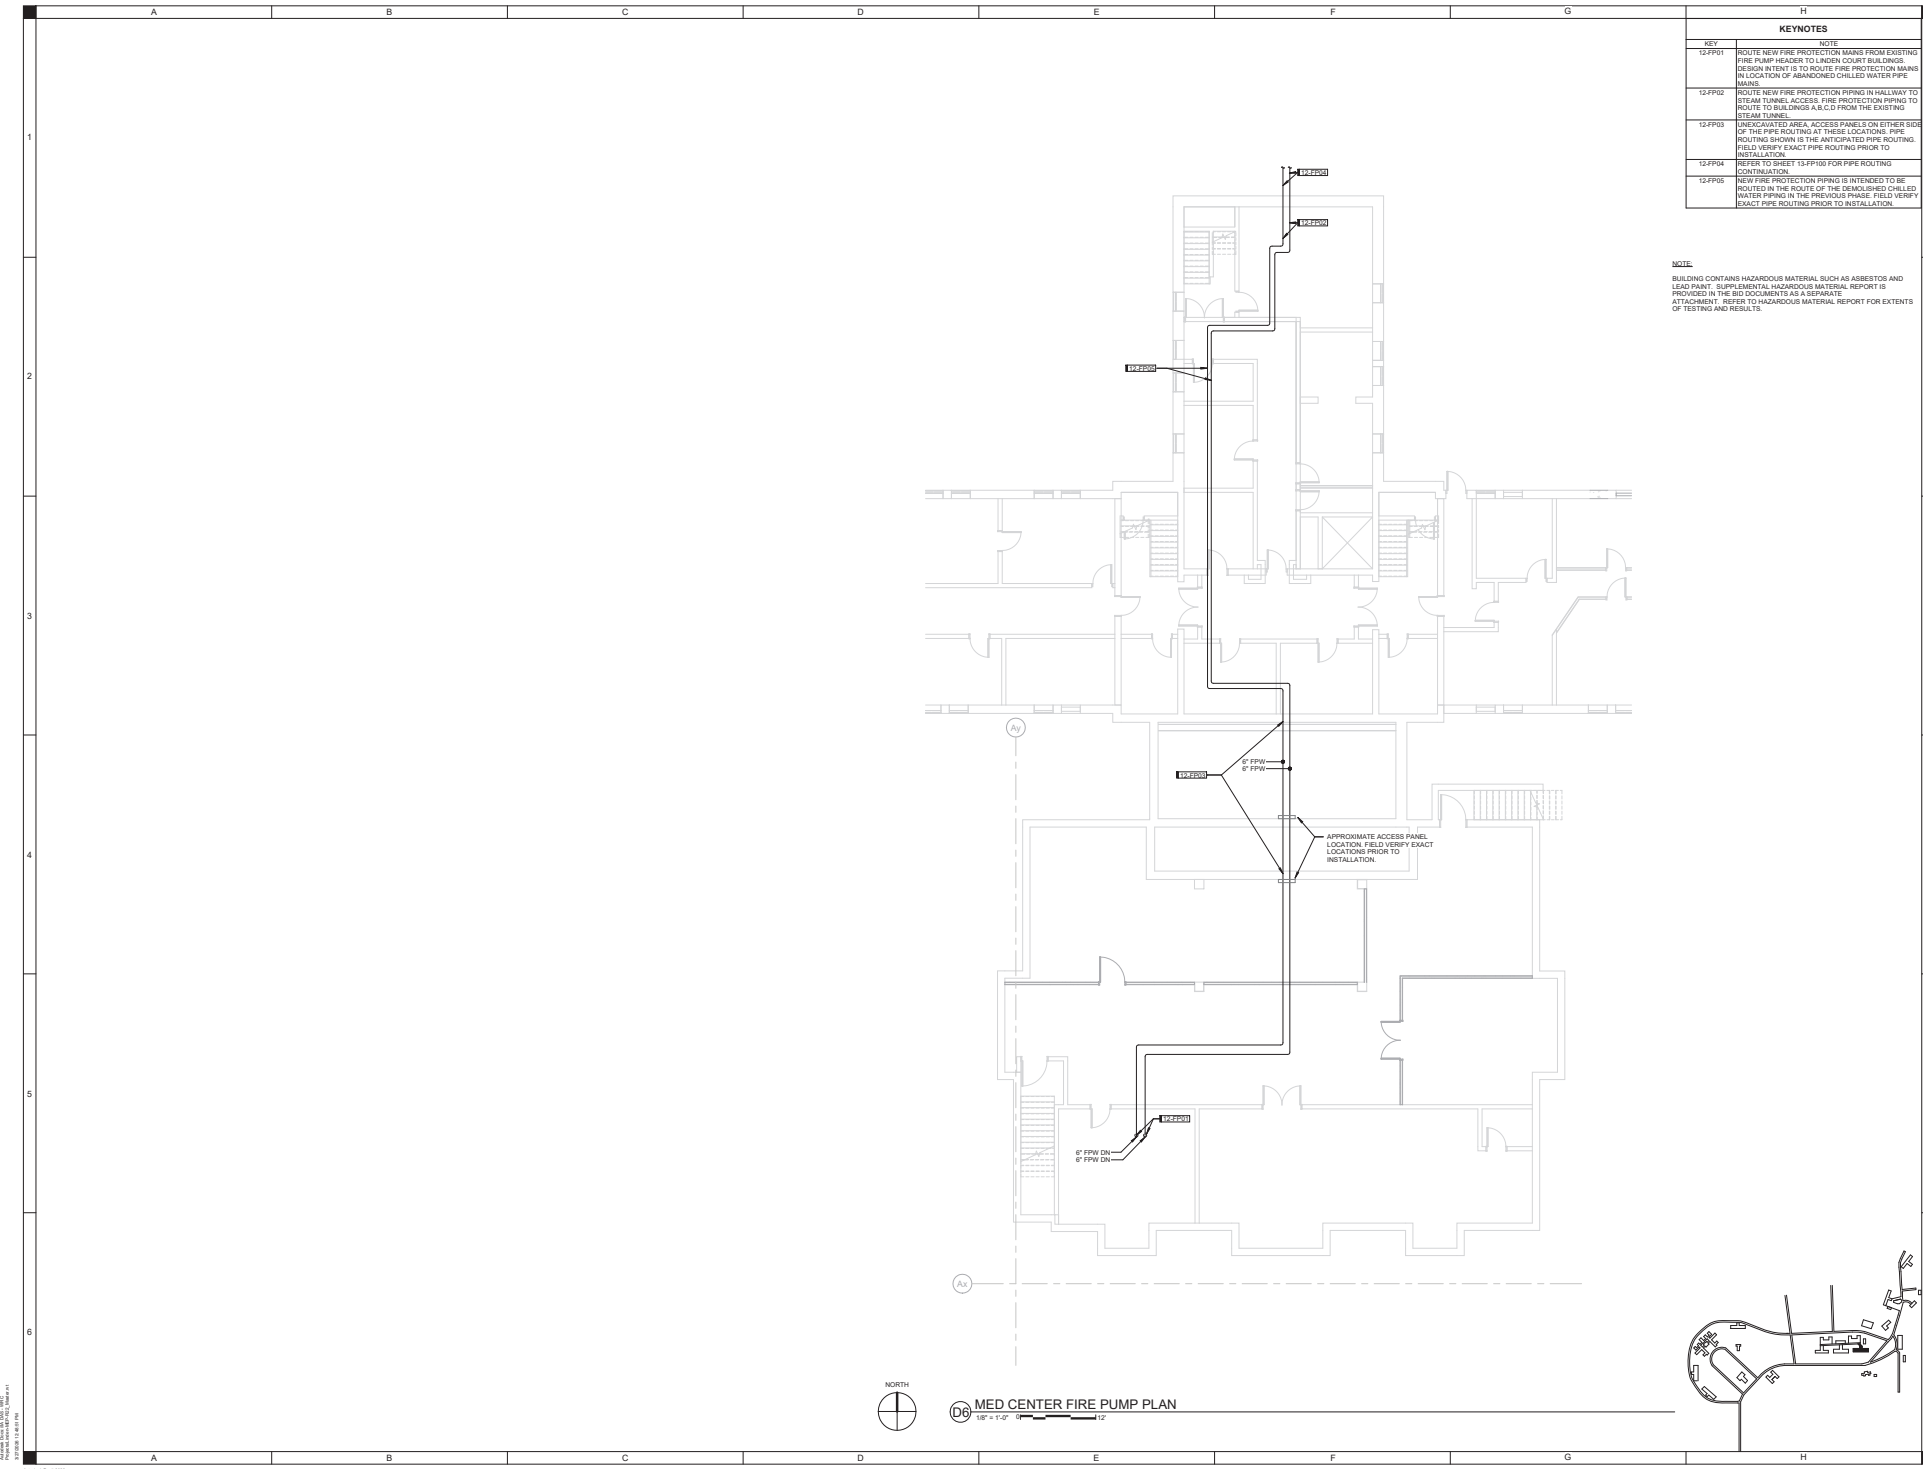 A B C D E F G H
KEYNOTES
KEY NOTE
12-FP01 ROUTE NEW FIRE PROTECTION MAINS FROM EXISTING
FIRE PUMP HEADER TO LINDEN COURT BUILDINGS.
DESIGN INTENT IS TO ROUTE FIRE PROTECTION MAINS
IN LOCATION OF ABANDONED CHILLED WATER PIPE
MAINS.
12-FP02 ROUTE NEW FIRE PROTECTION PIPING IN HALLWAY TO
STEAM TUNNEL ACCESS. FIRE PROTECTION PIPING TO
ROUTE TO BUILDINGS A,B,C,D FROM THE EXISTING
STEAM TUNNEL.
12-FP03 UNEXCAVATED AREA, ACCESS PANELS ON EITHER SIDE
OF THE PIPE ROUTING AT THESE LOCATIONS. PIPE
ROUTING SHOWN IS THE ANTICIPATED PIPE ROUTING.
FIELD VERIFY EXACT PIPE ROUTING PRIOR TO
INSTALLATION.
12-FP04 REFER TO SHEET 13-FP100 FOR PIPE ROUTING
CONTINUATION.
12-FP05 NEW FIRE PROTECTION PIPING IS INTENDED TO BE
ROUTED IN THE ROUTE OF THE DEMOLISHED CHILLED
WATER PIPING IN THE PREVIOUS PHASE. FIELD VERIFY
EXACT PIPE ROUTING PRIOR TO INSTALLATION.
NOTE:
BUILDING CONTAINS HAZARDOUS MATERIAL SUCH AS ASBESTOS AND
LEAD PAINT. SUPPLEMENTAL HAZARDOUS MATERIAL REPORT IS
PROVIDED IN THE BID DOCUMENTS AS A SEPARATE
ATTACHMENT. REFER TO HAZARDOUS MATERIAL REPORT FOR EXTENTS
OF TESTING AND RESULTS.
1
12-FP04
12-FP02
2
12-FP05
3
Ay
6" FPW
6" FPW
12-FP03
APPROXIMATE ACCESS PANEL
LOCATION. FIELD VERIFY EXACT
LOCATIONS PRIOR TO
INSTALLATION.
4
5
12-FP01
6" FPW DN
6" FPW DN
Ax
6
NORTH
D6 MED CENTER FIRE PUMP PLAN
1/8" = 1'-0" 0 12'
A B C D E F G H